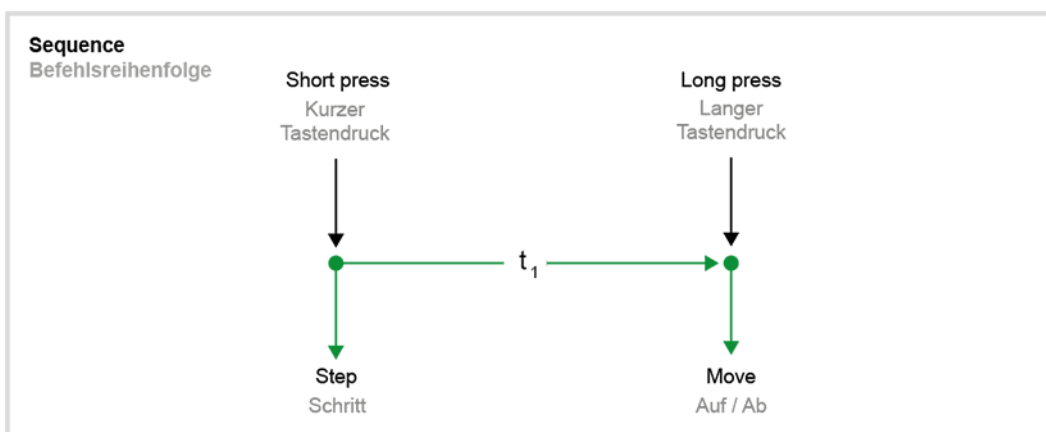 Sequence
Befehlsreihenfolge
Short press
Kurzer
Tastendruck
Long press
Langer
Tastendruck
t1
Step
Schritt
Move
Auf / Ab